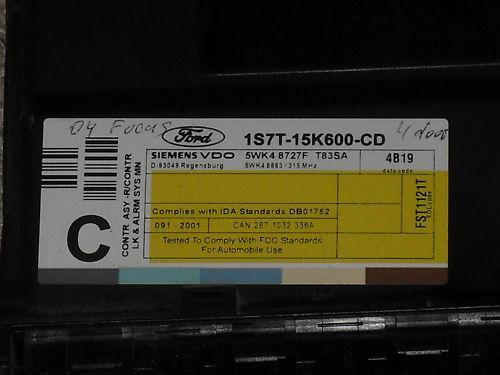 04 Focus
4 door
Ford
1S7T-15K600-CD
SIEMENS VDO
5WK4 8727F T83SA
4B19
D-93049 Regensburg
5WK4 8863 / 315 MHz
date code
CONTR ASY-R/CONTR
LK & ALRM SYS MN
C
FST1121T
Complies with IDA Standards DB01752
091 - 2001
CAN 267 1032 336A
Tested To Comply With FCC Standards
For Automobile Use